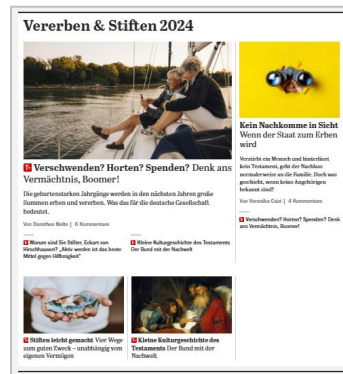 Vererben & Stiften 2024
Verschwenden? Horten? Spenden? Denk ans
Vermächtnis, Boomer!
Die geburtenstarken Jahrgänge werden in den nächsten Jahren große
Summen erben und vererben. Was das für die deutsche Gesellschaft
bedeutet.
Von Dorothee Nolte | 6 Kommentare
Warum sind Sie Stifter, Eckart von
Hirschhausen? „Aktiv werden ist das beste
Mittel gegen Hilflosigkeit“
Kleine Kulturgeschichte des Testaments
Der Bund mit der Nachwelt
Kein Nachkomme in Sicht
Wenn der Staat zum Erben
wird
Verstirbt ein Mensch und hinterlässt
kein Testament, geht der Nachlass
normalerweise an die Familie. Doch was
geschieht, wenn keine Angehörigen
bekannt sind?
Von Veronika | 4 Kommentare
Verschwenden? Horten? Spenden? Denk
ans Vermächtnis, Boomer!
Stiften leicht gemacht Vier Wege
zum guten Zweck – unabhängig vom
eigenen Vermögen
Kleine Kulturgeschichte des
Testaments Der Bund mit der
Nachwelt